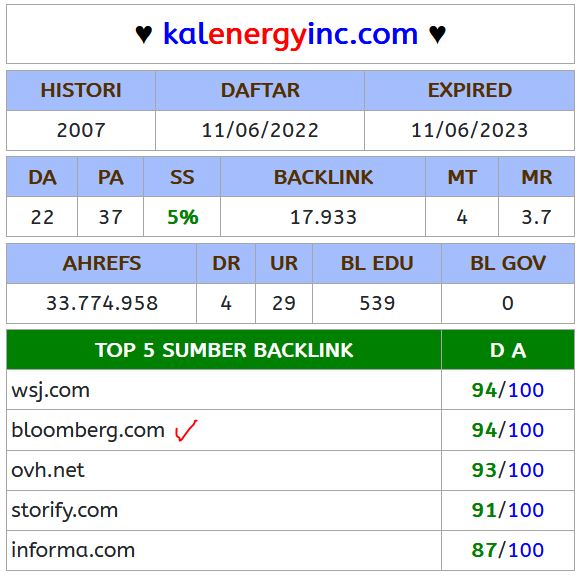 ♥ kalenergyinc.com ♥
HISTORI DAFTAR EXPIRED
2007 11/06/2022 11/06/2023
DA PA SS BACKLINK MT MR
22 37 5% 17.933 4 3.7
AHREFS DR UR BL EDU BL GOV
33.774.958 4 29 539 0
TOP 5 SUMBER BACKLINK D A
wsj.com 94/100
bloomberg.com 94/100
ovh.net 93/100
storify.com 91/100
informa.com 87/100